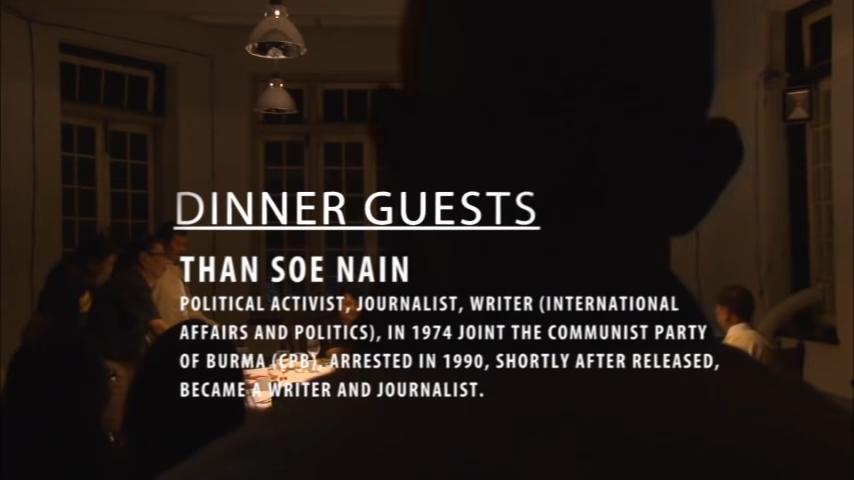 DINNER GUESTS
THAN SOE NAIN
POLITICAL ACTIVIST, JOURNALIST, WRITER (INTERNATIONAL
AFFAIRS AND POLITICS), IN 1974 JOINT THE COMMUNIST PARTY
OF BURMA (CPB), ARRESTED IN 1990, SHORTLY AFTER RELEASED,
BECAME A WRITER AND JOURNALIST.